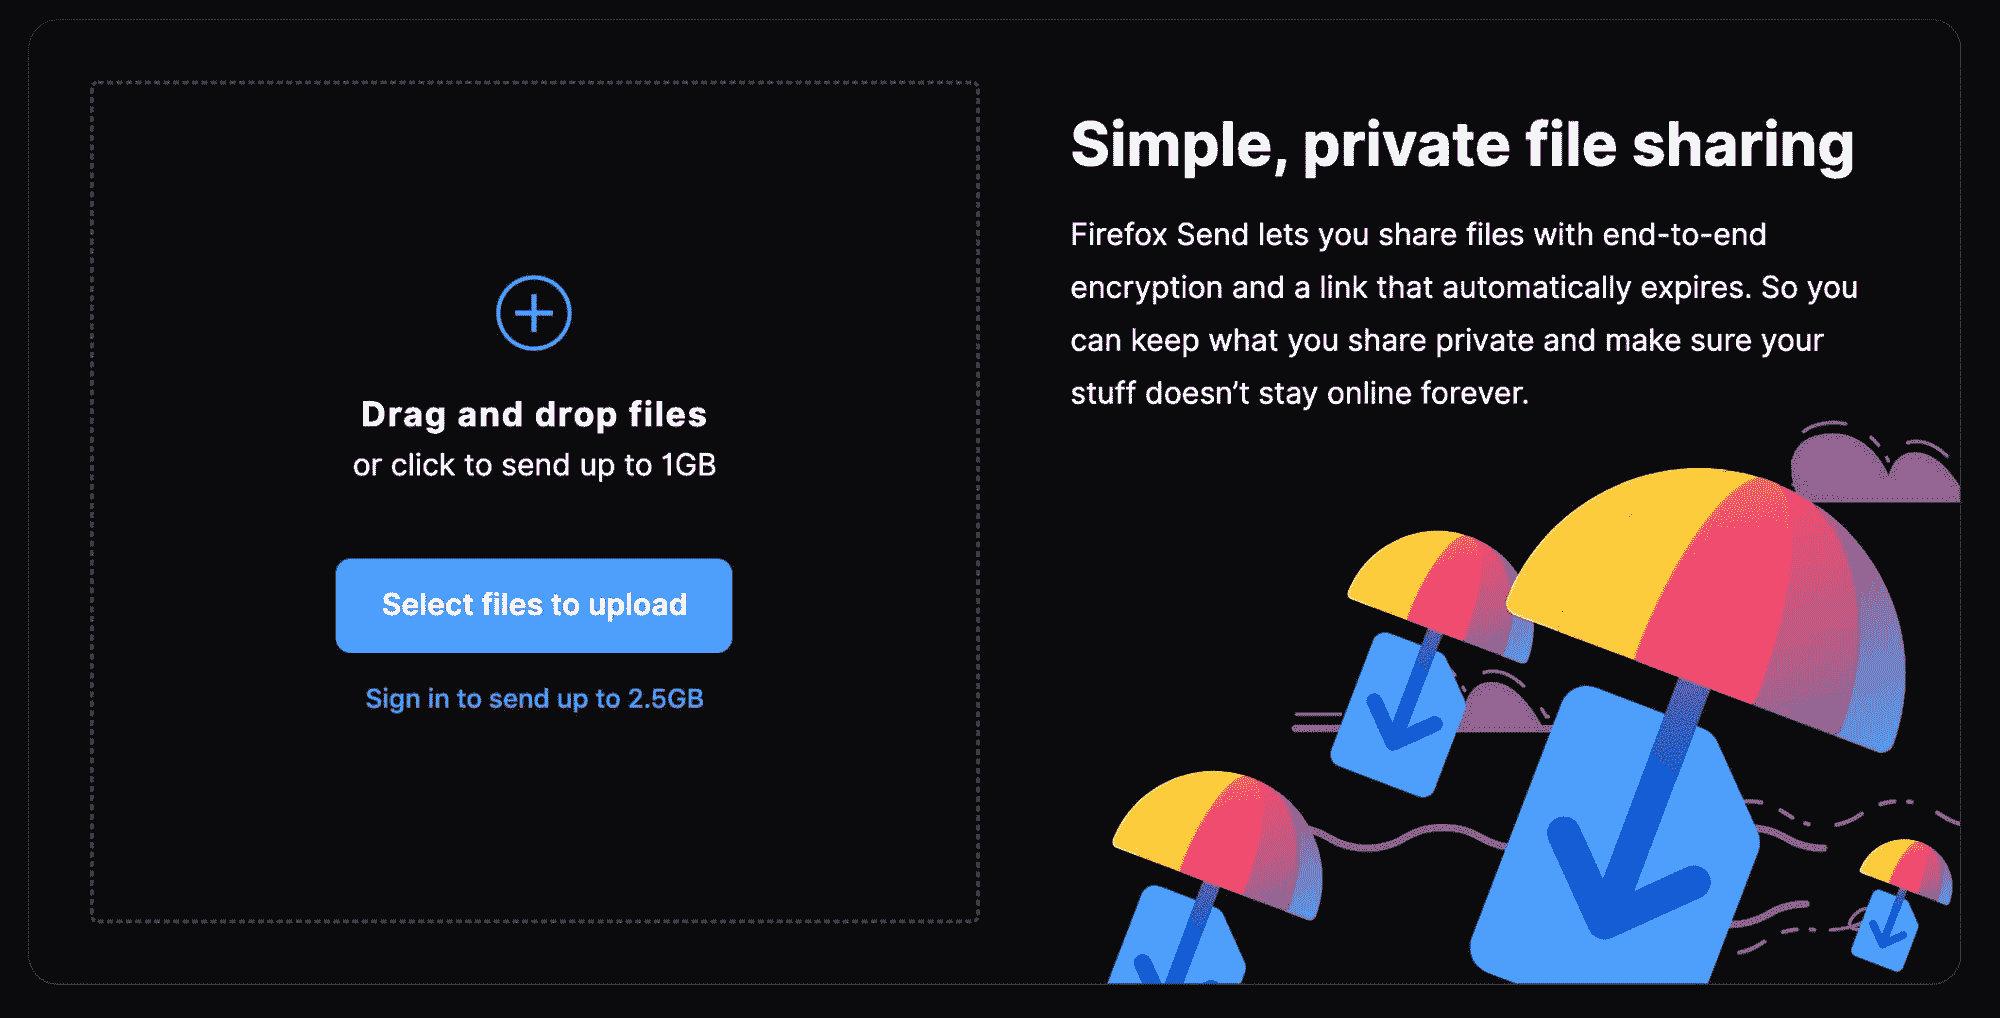 Drag and drop files
or click to send up to 1GB
Select files to upload
Sign in to send up to 2.5GB
Simple, private file sharing
Firefox Send lets you share files with end-to-end
encryption and a link that automatically expires. So you
can keep what you share private and make sure your
stuff doesn’t stay online forever.